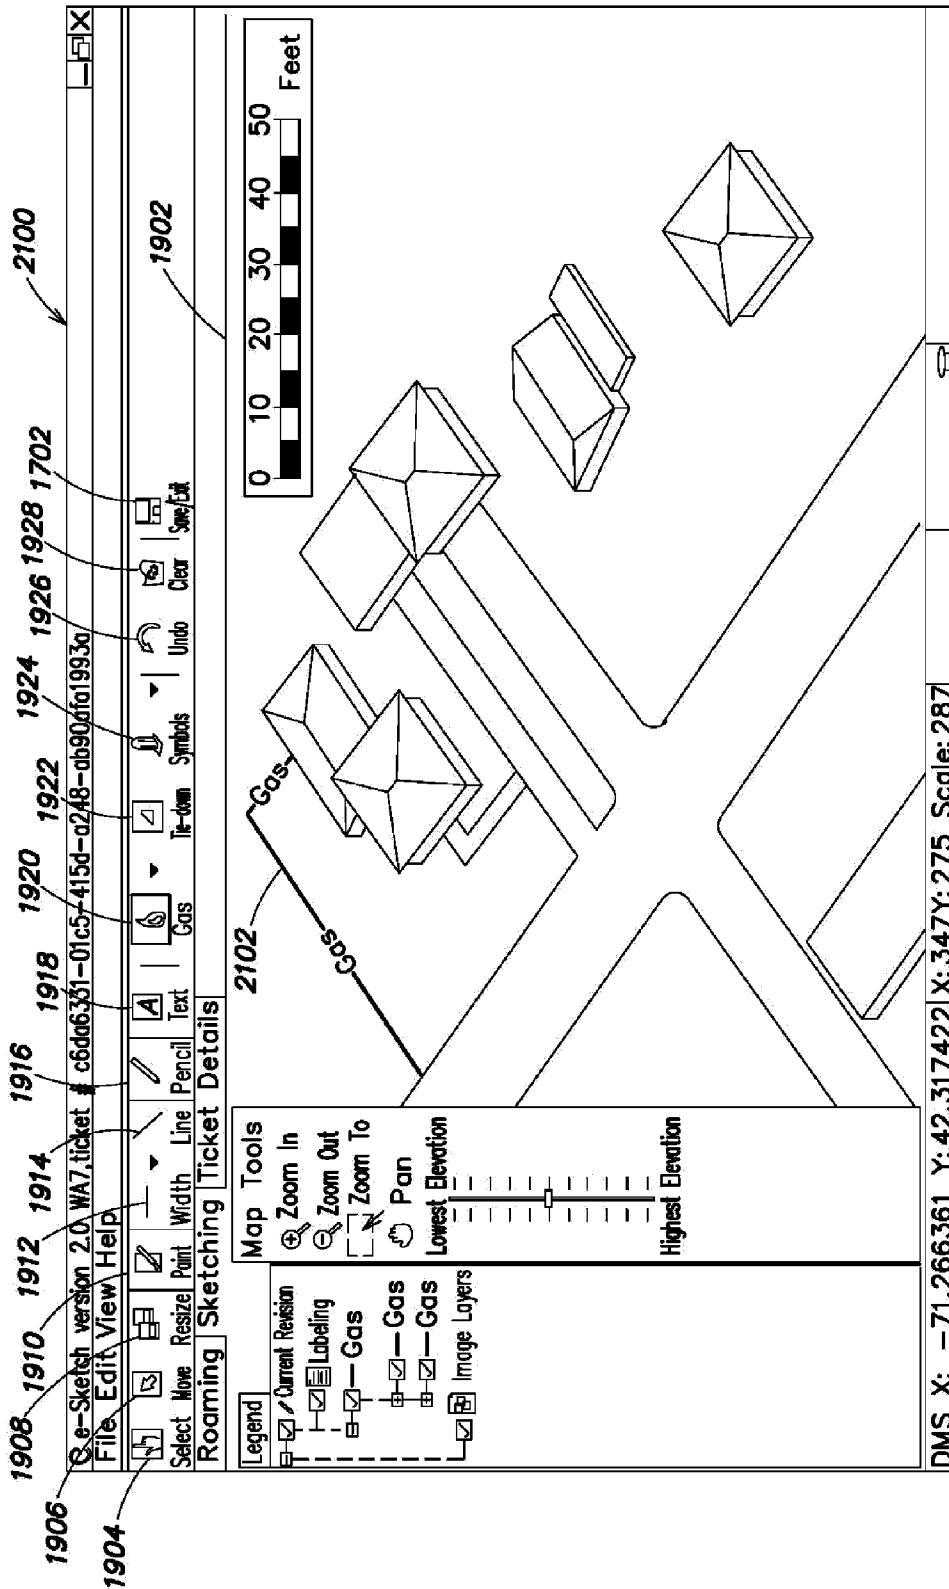 2100
1904
1906
1908
1910
1912
1914
1916
1918
1920
1922
1924
1926
1928
1702
e-Sketch version 2.0 WA7,ticket # c6da6331-01c5-415d-a248-ab90afa1993a
File Edit View Help
Select Move Resize Paint Width Line Pencil Text Gas Tie-down Symbols Undo Clear Save/Exit
Roaming Sketching Ticket Details
1902
Legend
Current Revision
Labeling
Gas
Gas
Gas
Image Layers
Map Tools
Zoom In
Zoom Out
Zoom To
Pan
Lowest Elevation
Highest Elevation
2102
Gas
Gas
0 10 20 30 40 50
Feet
DMS X: -71.266361 Y: 42.317422 X: 347 Y: 275 Scale: 287